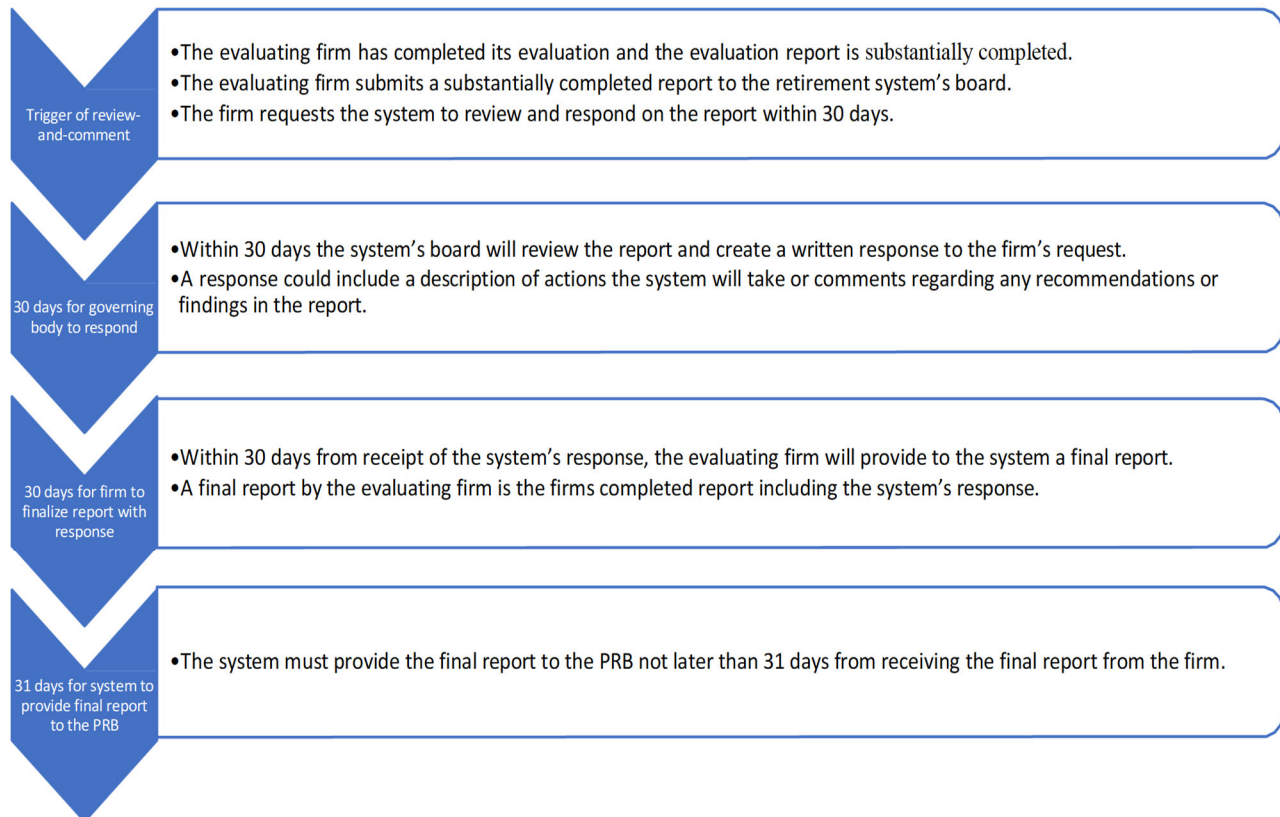 Trigger of review-
and-comment
•The evaluating firm has completed its evaluation and the evaluation report is substantially completed.
•The evaluating firm submits a substantially completed report to the retirement system’s board.
•The firm requests the system to review and respond on the report within 30 days.
30 days for governing
body to respond
•Within 30 days the system’s board will review the report and create a written response to the firm’s request.
•A response could include a description of actions the system will take or comments regarding any recommendations or
findings in the report.
30 days for firm to
finalize report with
response
•Within 30 days from receipt of the system’s response, the evaluating firm will provide to the system a final report.
•A final report by the evaluating firm is the firms completed report including the system’s response.
31 days for system to
provide final report
to the PRB
•The system must provide the final report to the PRB not later than 31 days from receiving the final report from the firm.